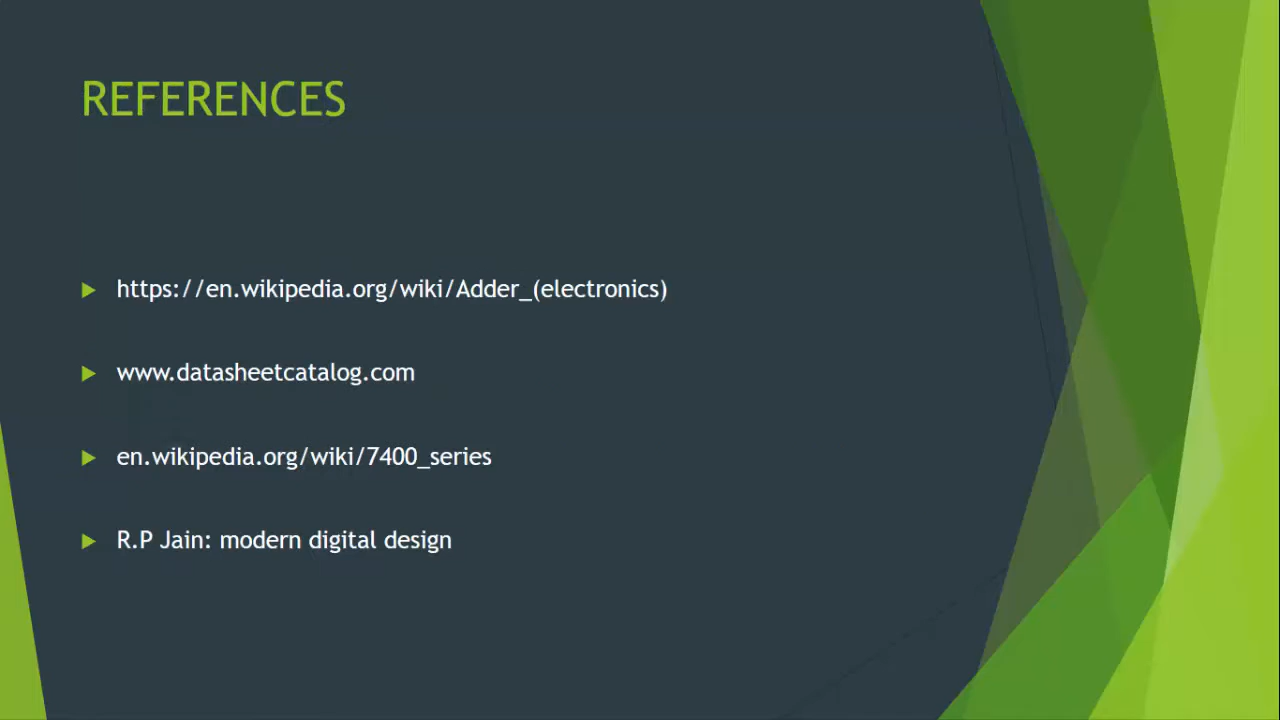 REFERENCES
https://en.wikipedia.org/wiki/Adder_(electronics)
www.datasheetcatalog.com
en.wikipedia.org/wiki/7400_series
R.P Jain: modern digital design